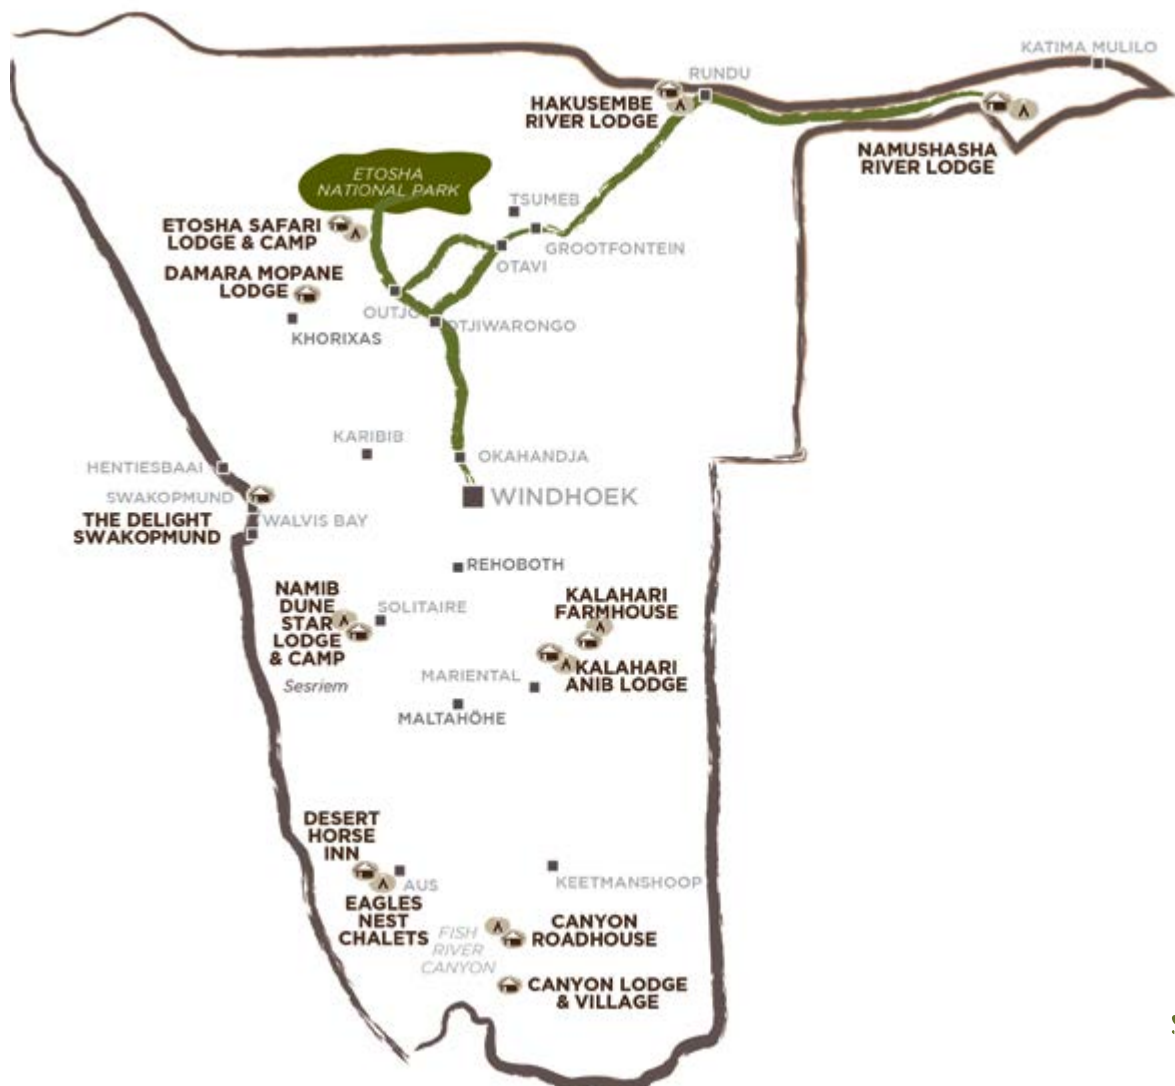 KATIMA MULILO
RUNDU
HAKUSEMBE
RIVER LODGE
NAMUSHASHA
RIVER LODGE
ETOSHA
NATIONAL PARK
TSUMEB
ETOSHA SAFARI
LODGE & CAMP
GROOTFONTEIN
OTAVI
DAMARA MOPANE
LODGE
OUTJO
OTJIWARONGO
KHORIXAS
KARIBIB
OKAHANDJA
HENTIESBAAI
SWAKOPMUND
WINDHOEK
THE DELIGHT
SWAKOPMUND
WALVIS BAY
REHOBOTH
NAMIB
DUNE
STAR
LODGE
& CAMP
SOLITAIRE
KALAHARI
FARMHOUSE
Sesriem
MARIENTAL
KALAHARI
ANIB LODGE
MALTAHÖHE
DESERT
HORSE
INN
AUS
KEETMANSHOOP
EAGLES
NEST
CHALETS
FISH
RIVER
CANYON
CANYON
ROADHOUSE
CANYON LODGE
& VILLAGE